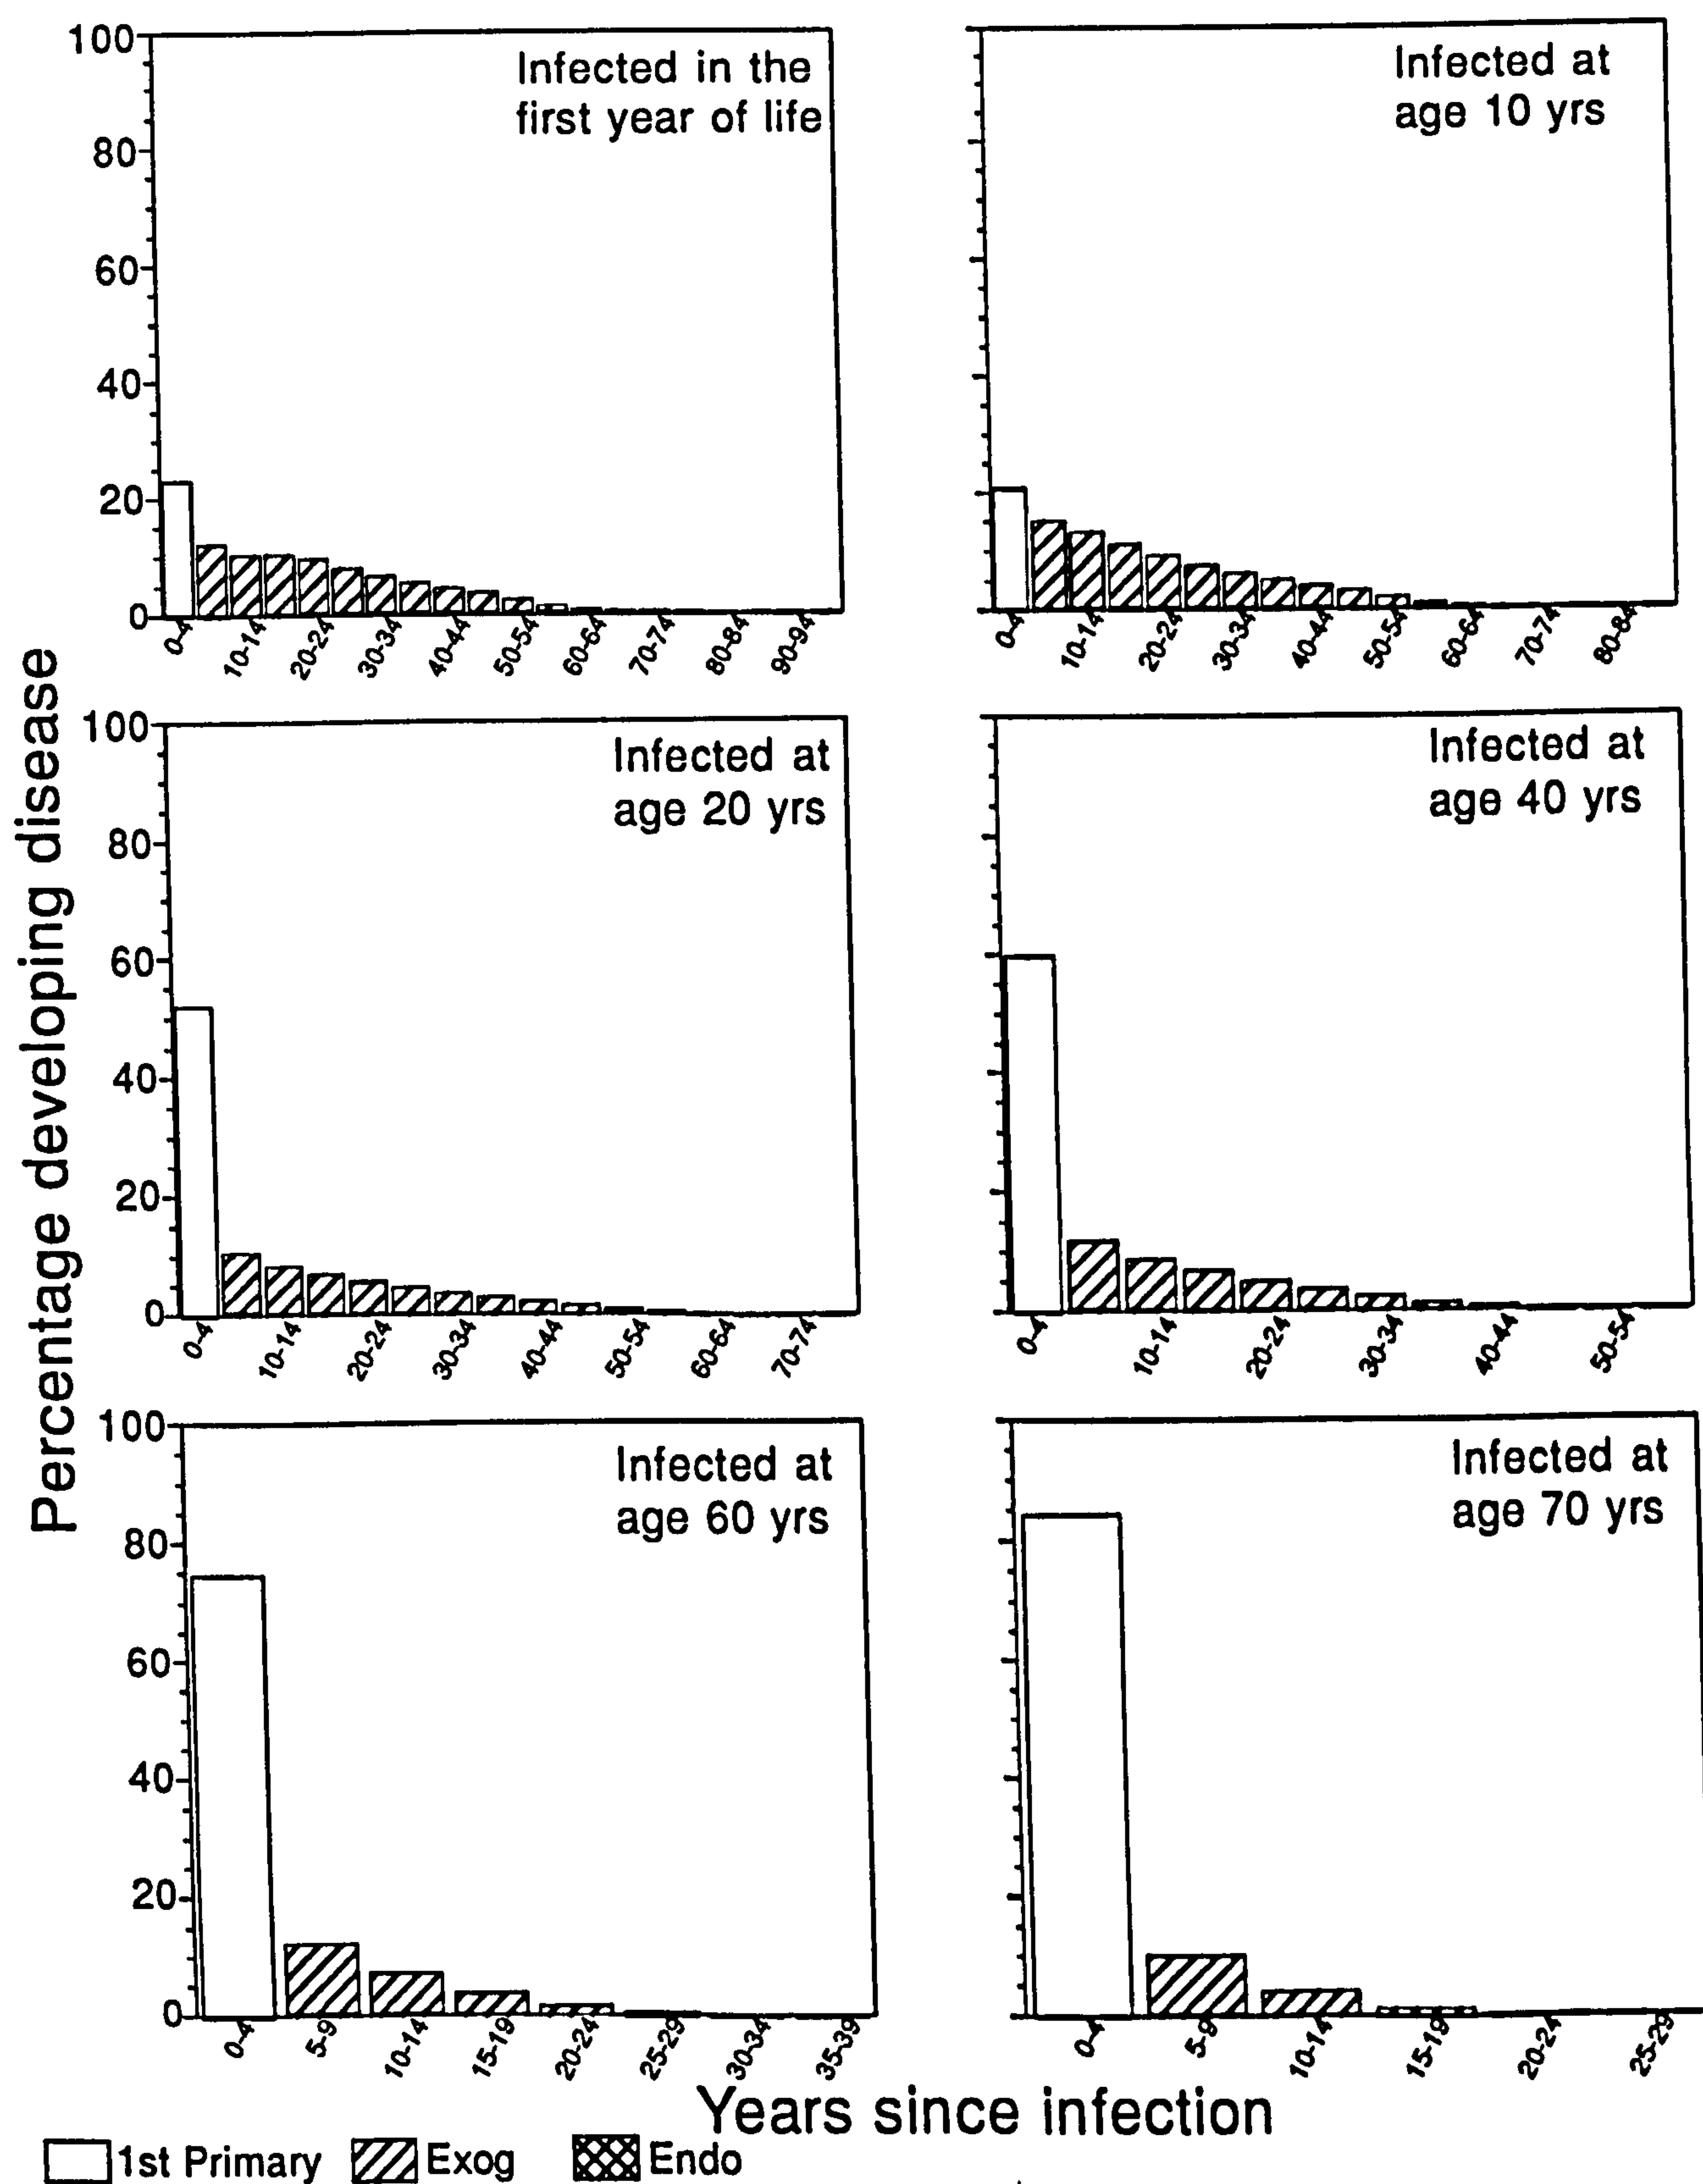 Percentage developing disease
100
80
60
40
20
0
Infected in the
first year of life
0-4 10-14 20-24 30-34 40-44 50-54 60-64 70-74 80-84 90-94
Infected at
age 10 yrs
0-4 10-14 20-24 30-34 40-44 50-54 60-64 70-74 80-84
100
80
60
40
20
0
Infected at
age 20 yrs
0-4 10-14 20-24 30-34 40-44 50-54 60-64 70-74
Infected at
age 40 yrs
0-4 10-14 20-24 30-34 40-44 50-54
100
80
60
40
20
0
Infected at
age 60 yrs
0-4 5-9 10-14 15-19 20-24 25-29 30-34 35-39
Infected at
age 70 yrs
0-4 5-9 10-14 15-19 20-24 25-29
Years since infection
1st Primary Exog Endo